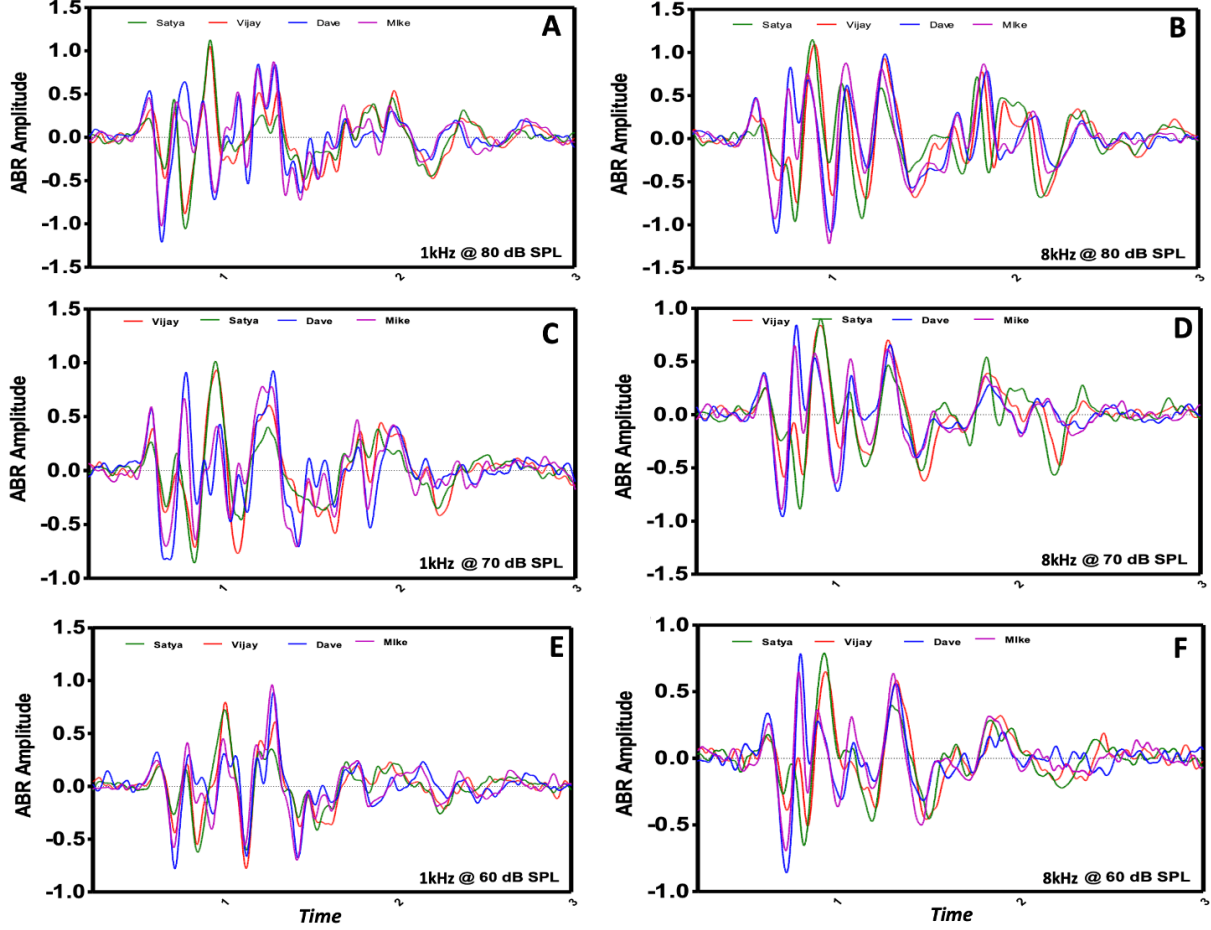 Satya Vijay Dave MIke A
1.5
1.0
0.5
0.0
-0.5
-1.0
-1.5
ABR Amplitude
1kHz @ 80 dB SPL
1 2 3
Satya Vijay Dave MIke B
1.5
1.0
0.5
0.0
-0.5
-1.0
-1.5
ABR Amplitude
8kHz @ 80 dB SPL
1 2 3
Vijay Satya Dave Mike C
1.5
1.0
0.5
0.0
-0.5
-1.0
ABR Amplitude
1kHz @ 70 dB SPL
1 2 3
Vijay Satya Dave Mike D
1.0
0.5
0.0
-0.5
-1.0
-1.5
ABR Amplitude
8kHz @ 70 dB SPL
1 2 3
Satya Vijay Dave MIke E
1.5
1.0
0.5
0.0
-0.5
-1.0
ABR Amplitude
1kHz @ 60 dB SPL
1 2 3
Time
Satya Vijay Dave MIke F
1.0
0.5
0.0
-0.5
-1.0
ABR Amplitude
8kHz @ 60 dB SPL
1 2 3
Time